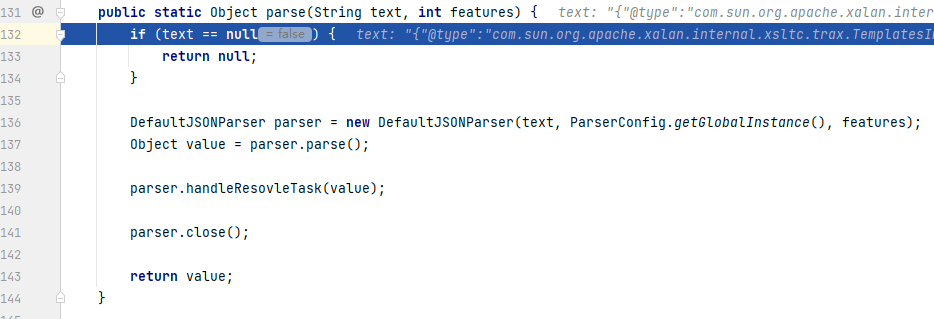 131 @ public static Object parse(String text, int features) { text: "{"@type":"com.sun.org.apache.xalan.inter
132 if (text == null = false ) { text: "{"@type":"com.sun.org.apache.xalan.internal.xsltc.trax.TemplatesI
133 return null;
134 }
135
136 DefaultJSONParser parser = new DefaultJSONParser(text, ParserConfig.getGlobalInstance(), features);
137 Object value = parser.parse();
138
139 parser.handleResovleTask(value);
140
141 parser.close();
142
143 return value;
144 }